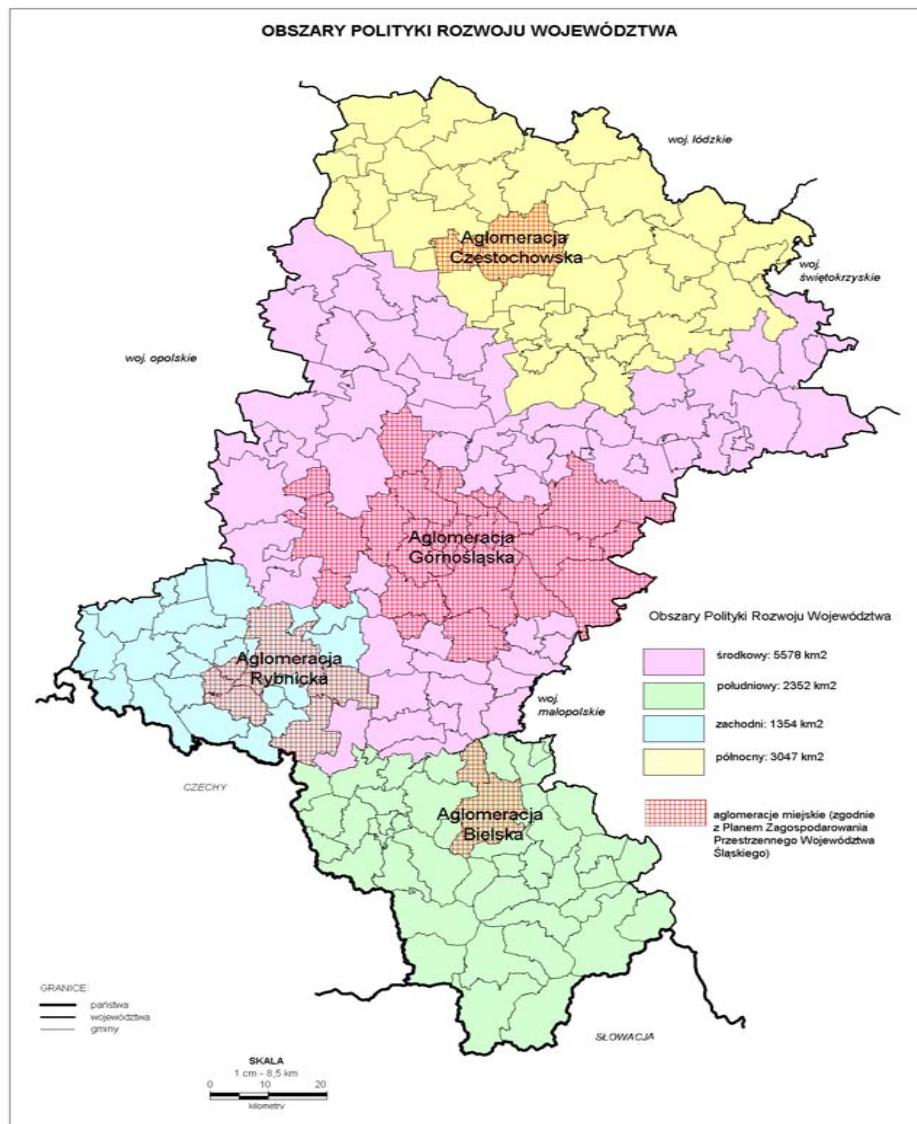 OBSZARY POLITYKI ROZWOJU WOJEWÓDZTWA
woj. łódzkie
Aglomeracja
Częstochowska
woj.
świętokrzyskie
woj. opolskie
Aglomeracja
Górnośląska
Aglomeracja
Rybnicka
woj.
małopolskie
CZECHY
Aglomeracja
Bielska
SŁOWACJA
Obszary Polityki Rozwoju Województwa
środkowy: 5578 km2
południowy: 2352 km2
zachodni: 1354 km2
północny: 3047 km2
aglomeracje miejskie (zgodnie
z Planem Zagospodarowania
Przestrzennego Województwa
Śląskiego)
GRANICE:
państwa
województwa
gminy
SKALA
1 cm - 8,5 km
0 10 20
kilometry